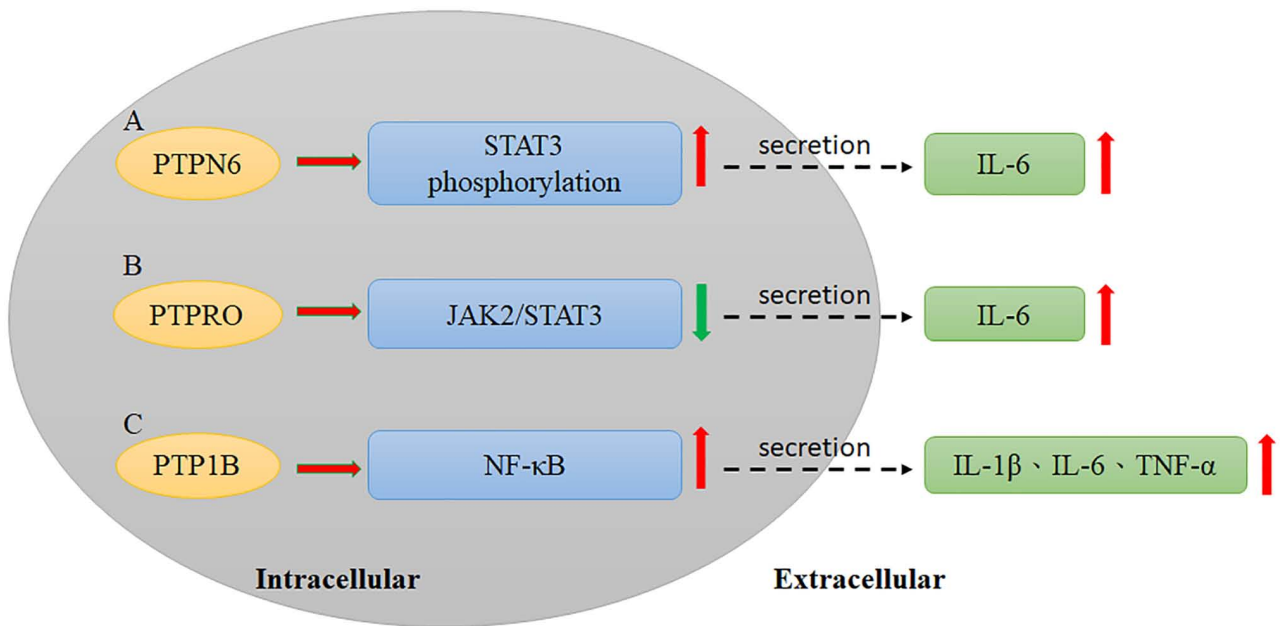 A
PTPN6
STAT3
phosphorylation
secretion
IL-6
B
PTPRO
JAK2/STAT3
secretion
IL-6
C
PTP1B
NF-κB
secretion
IL-1β、IL-6、TNF-α
Intracellular
Extracellular